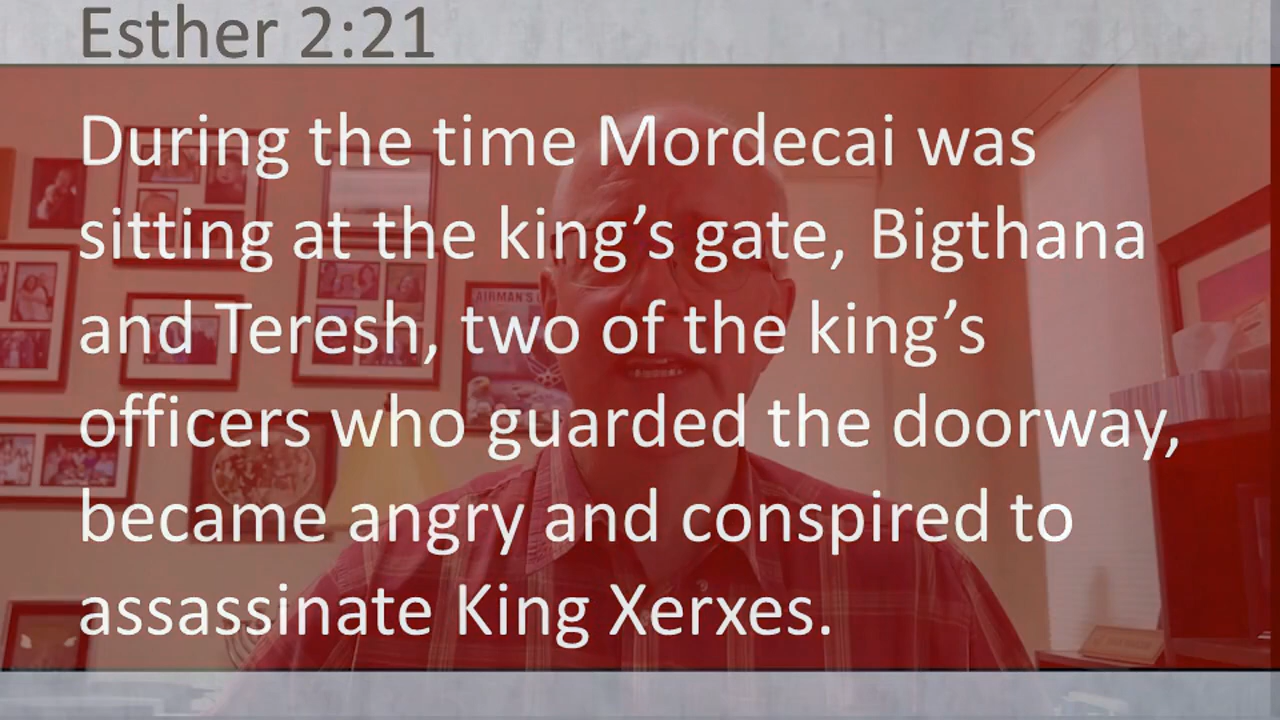 Esther 2:21
During the time Mordecai was
sitting at the king’s gate, Bigthana
and Teresh, two of the king’s
officers who guarded the doorway,
became angry and conspired to
assassinate King Xerxes.
AIRMAN'S